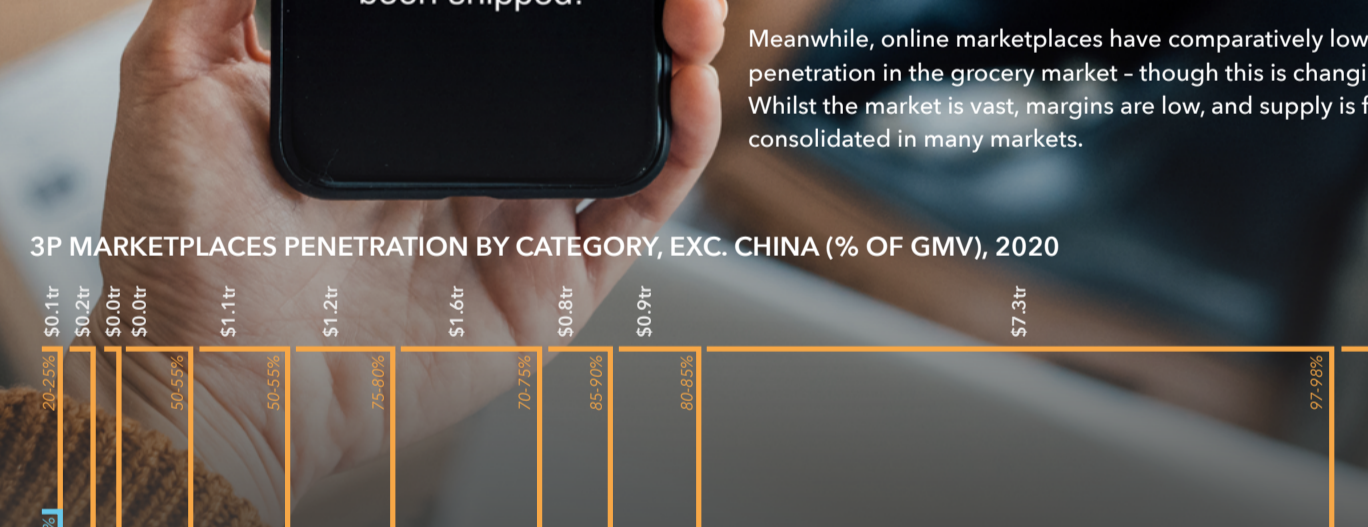 been shipped!
Meanwhile, online marketplaces have comparatively low
penetration in the grocery market – though this is changi
Whilst the market is vast, margins are low, and supply is f
consolidated in many markets.
3P MARKETPLACES PENETRATION BY CATEGORY, EXC. CHINA (% OF GMV), 2020
$0.1tr
$0.2tr
$0.0tr
$0.0tr
$1.1tr
$1.2tr
$1.6tr
$0.8tr
$0.9tr
$7.3tr
20-25%
50-55%
50-55%
75-80%
70-75%
85-90%
80-85%
97-98%
%